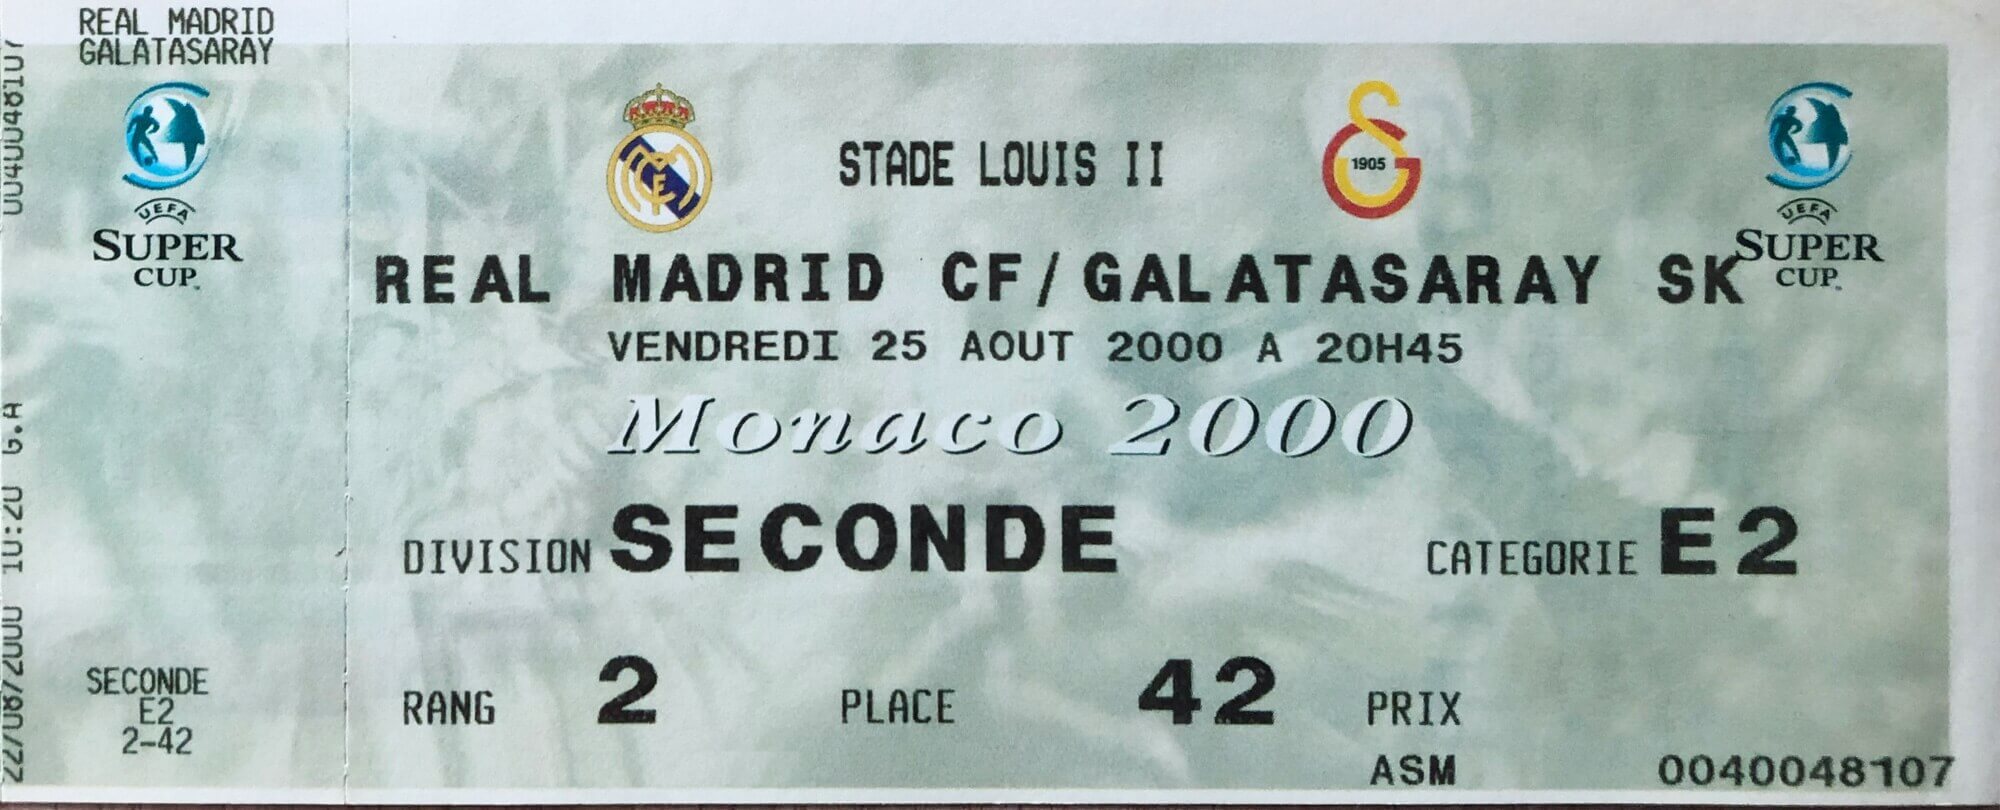 REAL MADRID
GALATASARAY
UEFA
SUPER
CUP
SECONDE
E2
2-42
22/08/2000 10:20 G.A 0040048107
STADE LOUIS II
1905
REAL MADRID CF/GALATASARAY SK
VENDREDI 25 AOUT 2000 A 20H45
Monaco 2000
UEFA
SUPER
CUP
DIVISION SECONDE CATEGORIE E2
RANG 2 PLACE 42 PRIX
ASM 0040048107